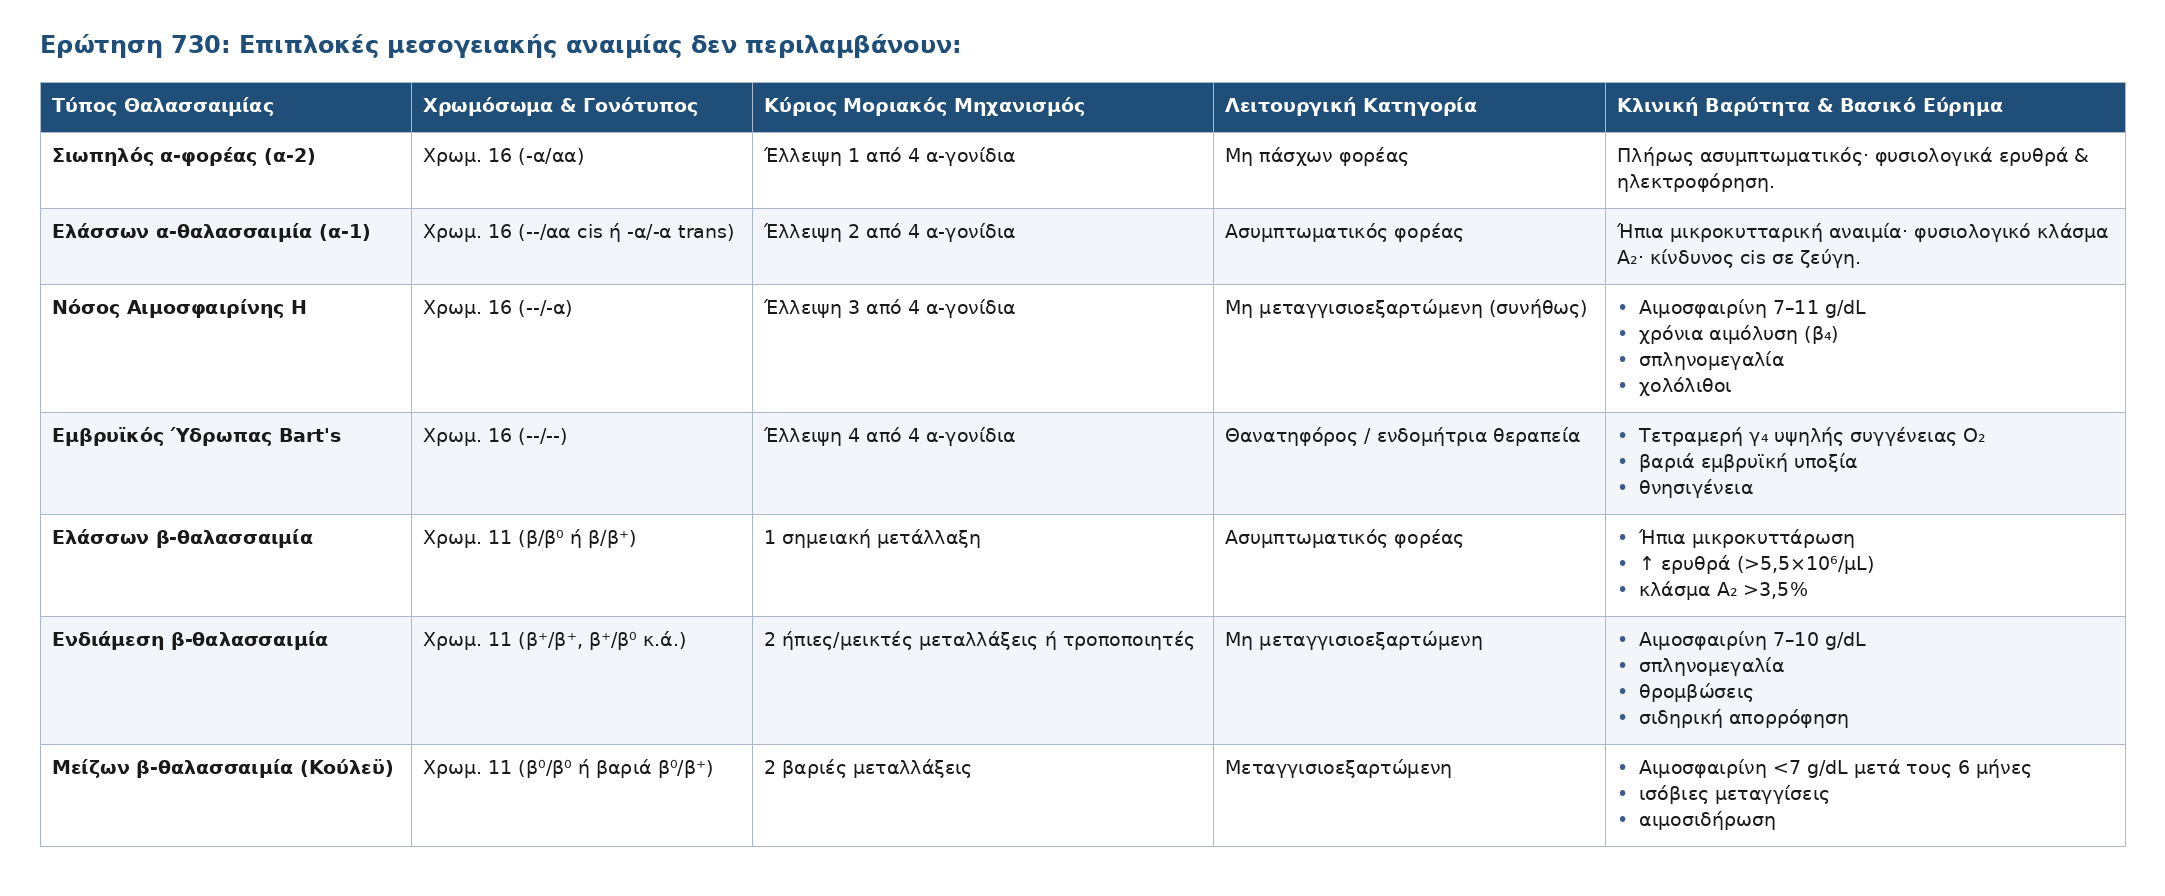 Ερώτηση 730: Επιπλοκές μεσογειακής αναιμίας δεν περιλαμβάνουν:
Τύπος Θαλασσαιμίας
Χρωμόσωμα & Γονότυπος
Κύριος Μοριακός Μηχανισμός
Λειτουργική Κατηγορία
Κλινική Βαρύτητα & Βασικό Εύρημα
Σιωπηλός α-φορέας (α-2)
Χρωμ. 16 (-α/αα)
Έλλειψη 1 από 4 α-γονίδια
Μη πάσχων φορέας
Πλήρως ασυμπτωματικός· φυσιολογικά ερυθρά &
ηλεκτροφόρηση.
Ελάσσων α-θαλασσαιμία (α-1)
Χρωμ. 16 (--/αα cis ή -α/-α trans)
Έλλειψη 2 από 4 α-γονίδια
Ασυμπτωματικός φορέας
Ήπια μικροκυτταρική αναιμία· φυσιολογικό κλάσμα
A₂· κίνδυνος cis σε ζεύγη.
Νόσος Αιμοσφαιρίνης H
Χρωμ. 16 (--/-α)
Έλλειψη 3 από 4 α-γονίδια
Μη μεταγγισιοεξαρτώμενη (συνήθως)
• Αιμοσφαιρίνη 7–11 g/dL
• χρόνια αιμόλυση (β₄)
• σπληνομεγαλία
• χολόλιθοι
Εμβρυϊκός Ύδρωπας Bart's
Χρωμ. 16 (--/--)
Έλλειψη 4 από 4 α-γονίδια
Θανατηφόρος / ενδομήτρια θεραπεία
• Τετραμερή γ₄ υψηλής συγγένειας O₂
• βαριά εμβρυϊκή υποξία
• θνησιγένεια
Ελάσσων β-θαλασσαιμία
Χρωμ. 11 (β/β⁰ ή β/β⁺)
1 σημειακή μετάλλαξη
Ασυμπτωματικός φορέας
• Ήπια μικροκυττάρωση
• ↑ ερυθρά (>5,5×10⁶/μL)
• κλάσμα A₂ >3,5%
Ενδιάμεση β-θαλασσαιμία
Χρωμ. 11 (β⁺/β⁺, β⁺/β⁰ κ.ά.)
2 ήπιες/μεικτές μεταλλάξεις ή τροποποιητές
Μη μεταγγισιοεξαρτώμενη
• Αιμοσφαιρίνη 7–10 g/dL
• σπληνομεγαλία
• θρομβώσεις
• σιδηρική απορρόφηση
Μείζων β-θαλασσαιμία (Κούλεϋ)
Χρωμ. 11 (β⁰/β⁰ ή βαριά β⁰/β⁺)
2 βαριές μεταλλάξεις
Μεταγγισιοεξαρτώμενη
• Αιμοσφαιρίνη <7 g/dL μετά τους 6 μήνες
• ισόβιες μεταγγίσεις
• αιμοσιδήρωση